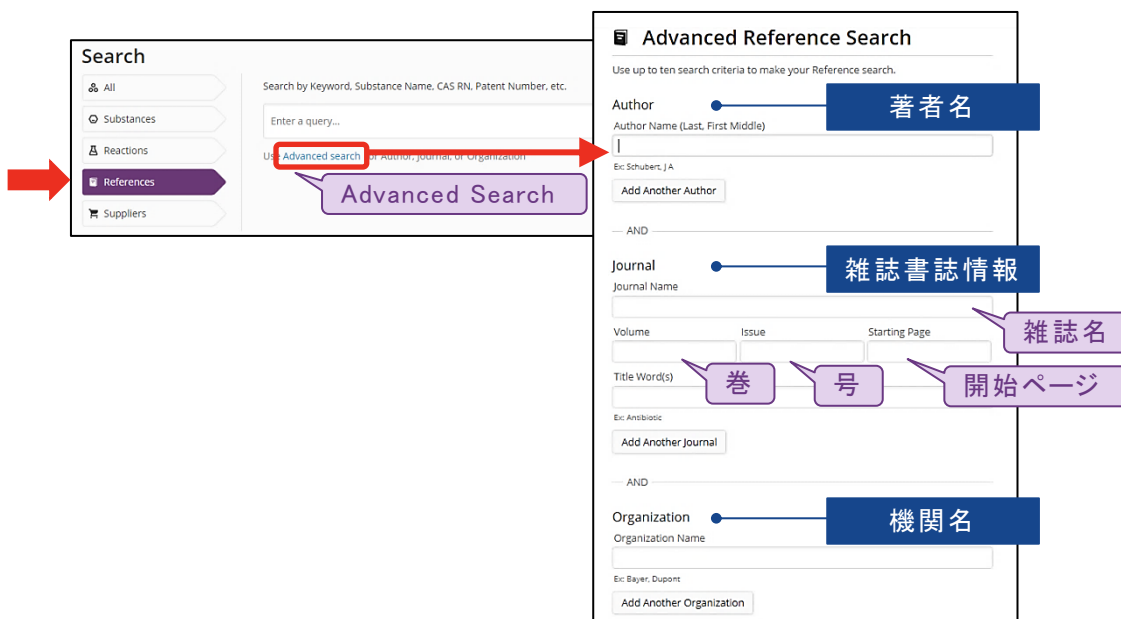 Search
All
Substances
Reactions
References
Suppliers
Search by Keyword, Substance Name, CAS RN, Patent Number, etc.
Enter a query...
Use Advanced search for Author, Journal, or Organization
Advanced Search
Advanced Reference Search
Use up to ten search criteria to make your Reference search.
Author
著者名
Author Name (Last, First Middle)
Ex: Schubert, J A
Add Another Author
AND
Journal
雑誌書誌情報
Journal Name
雑誌名
Volume Issue Starting Page
巻 号 開始ページ
Title Word(s)
Ex: Antibiotic
Add Another Journal
AND
Organization
機関名
Organization Name
Ex: Bayer, Dupont
Add Another Organization